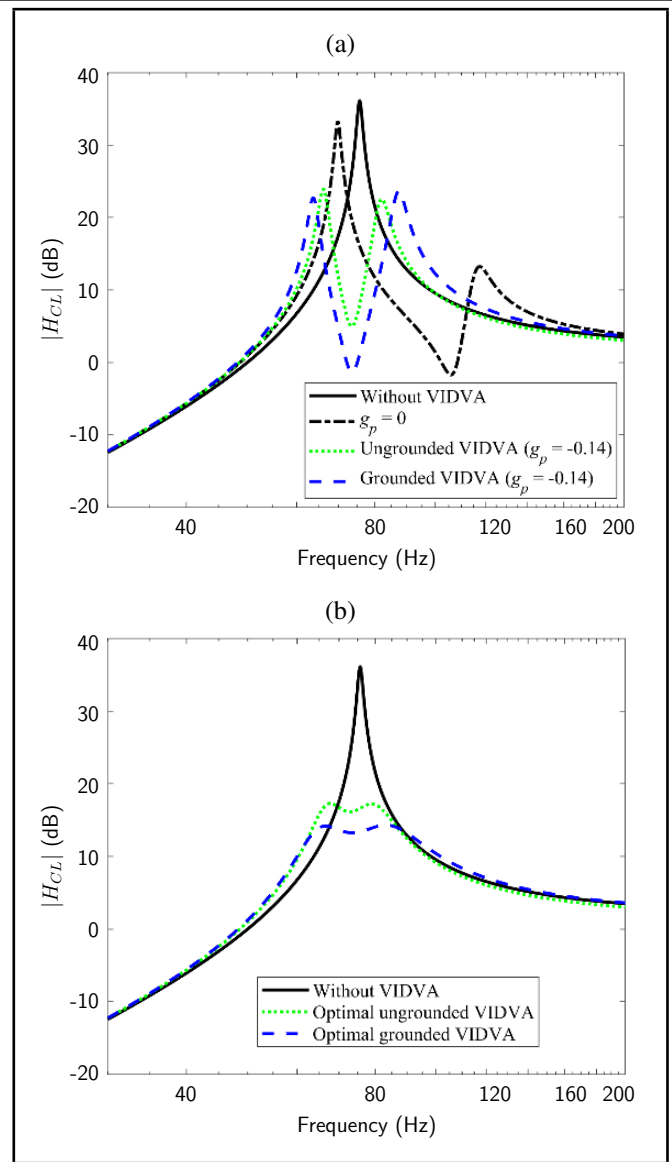 (a)
40
30
20
10
0
-10
-20
|H_CL| (dB)
Without VIDVA
g_p = 0
Ungrounded VIDVA (g_p = -0.14)
Grounded VIDVA (g_p = -0.14)
40 80 120 160 200
Frequency (Hz)
(b)
40
30
20
10
0
-10
-20
|H_CL| (dB)
Without VIDVA
Optimal ungrounded VIDVA
Optimal grounded VIDVA
40 80 120 160 200
Frequency (Hz)